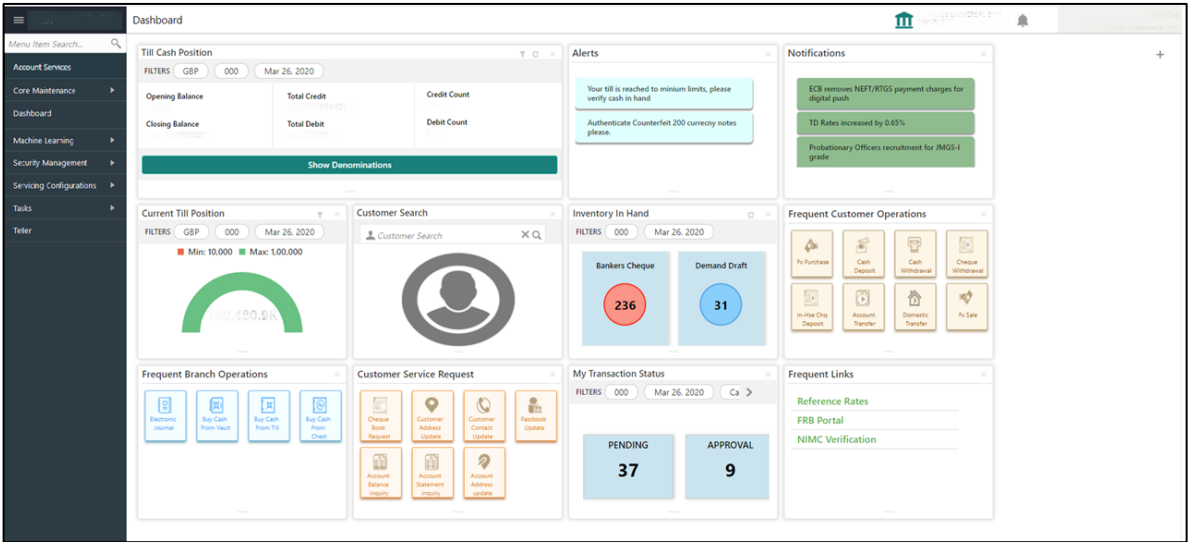 Dashboard
Menu Item Search...
Account Services
Core Maintenance
Dashboard
Machine Learning
Security Management
Servicing Configurations
Tasks
Teller
Till Cash Position
FILTERS GBP 000 Mar 26, 2020
Opening Balance Total Credit Credit Count
Closing Balance Total Debit Debit Count
Show Denominations
Alerts
Your till is reached to minium limits, please
verify cash in hand
Authenticate Counterfeit 200 currecny notes
please.
Notifications
ECB removes NEFT/RTGS payment charges for
digital push
TD Rates increased by 0.65%
Probationary Officers recruitment for JMGS-I
grade
Current Till Position
FILTERS GBP 000 Mar 26, 2020
Min: 10,000 Max: 1,00,000
Customer Search
Customer Search
Inventory In Hand
FILTERS 000 Mar 26, 2020
Bankers Cheque Demand Draft
236 31
Frequent Customer Operations
Fx Purchase
Cash
Deposit
Cash
Withdrawal
Cheque
Withdrawal
In-Hse Chq
Deposit
Account
Transfer
Domestic
Transfer
Fx Sale
Frequent Branch Operations
Electronic
Journal
Buy Cash
From Vault
Buy Cash
From Till
Buy Cash
From
Chest
Customer Service Request
Cheque
Book
Request
Customer
Address
Update
Customer
Contact
Update
Passbook
Update
Account
Balance
Inquiry
Account
Statement
Inquiry
Account
Address
update
My Transaction Status
FILTERS 000 Mar 26, 2020 Ca
PENDING APPROVAL
37 9
Frequent Links
Reference Rates
FRB Portal
NIMC Verification